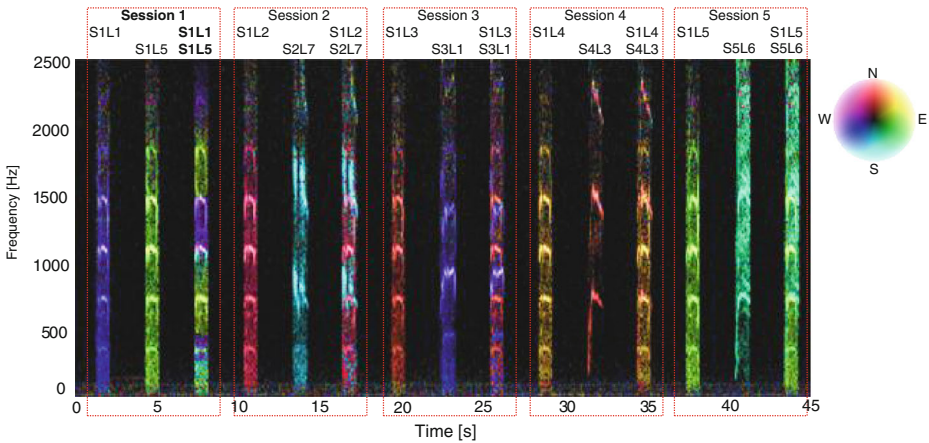 Session 1 Session 2 Session 3 Session 4 Session 5
S1L1 S1L1 S1L2 S1L2 S1L3 S1L3 S1L4 S1L4 S1L5 S1L5
S1L5 S1L5 S2L7 S2L7 S3L1 S3L1 S4L3 S4L3 S5L6 S5L6
2500
2000
1500
1000
500
0
Frequency [Hz]
0 5 10 15 20 25 30 35 40 45
Time [s]
N
W E
S